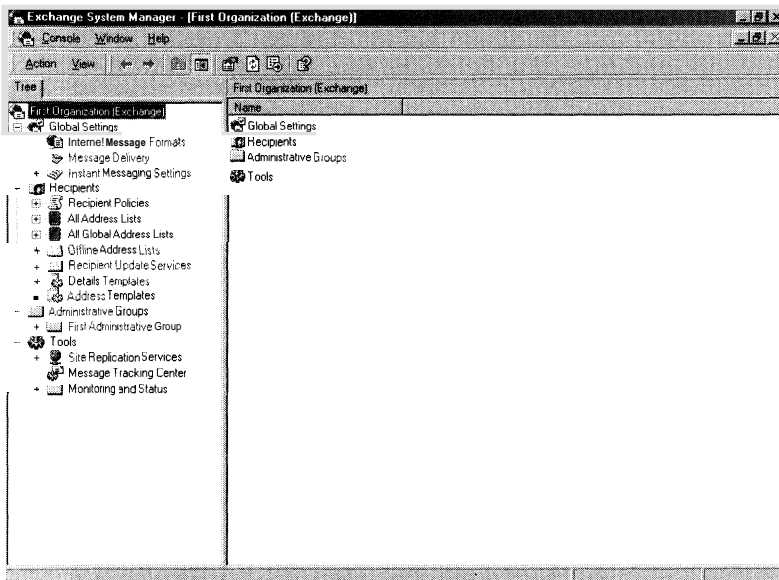 Exchange System Manager - [First Organization (Exchange)]
Console Window Help
Action View
Tree
First Organization (Exchange)
First Organization (Exchange)
Global Settings
Internet Message Formats
Message Delivery
Instant Messaging Settings
Recipients
Recipient Policies
All Address Lists
All Global Address Lists
Offline Address Lists
Recipient Update Services
Details Templates
Address Templates
Administrative Groups
First Administrative Group
Tools
Site Replication Services
Message Tracking Center
Monitoring and Status
Name
Global Settings
Recipients
Administrative Groups
Tools